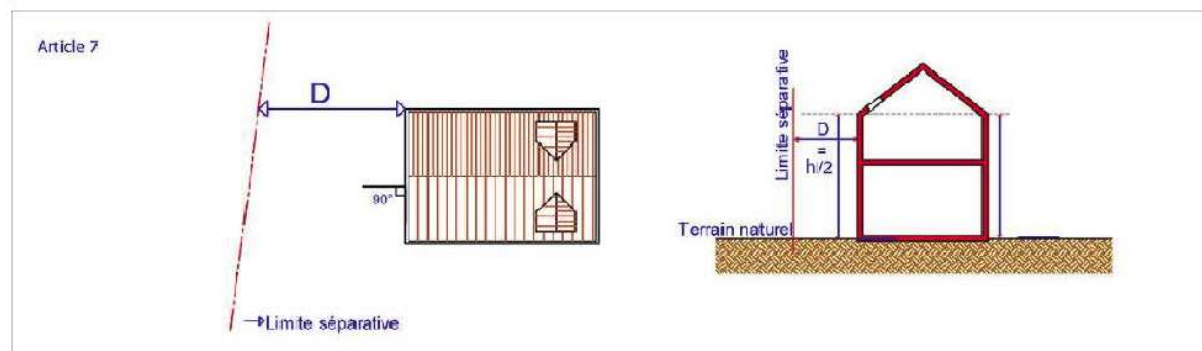 Article 7
D
90°
Limite séparative
Limite séparative
D
=
h/2
Terrain naturel